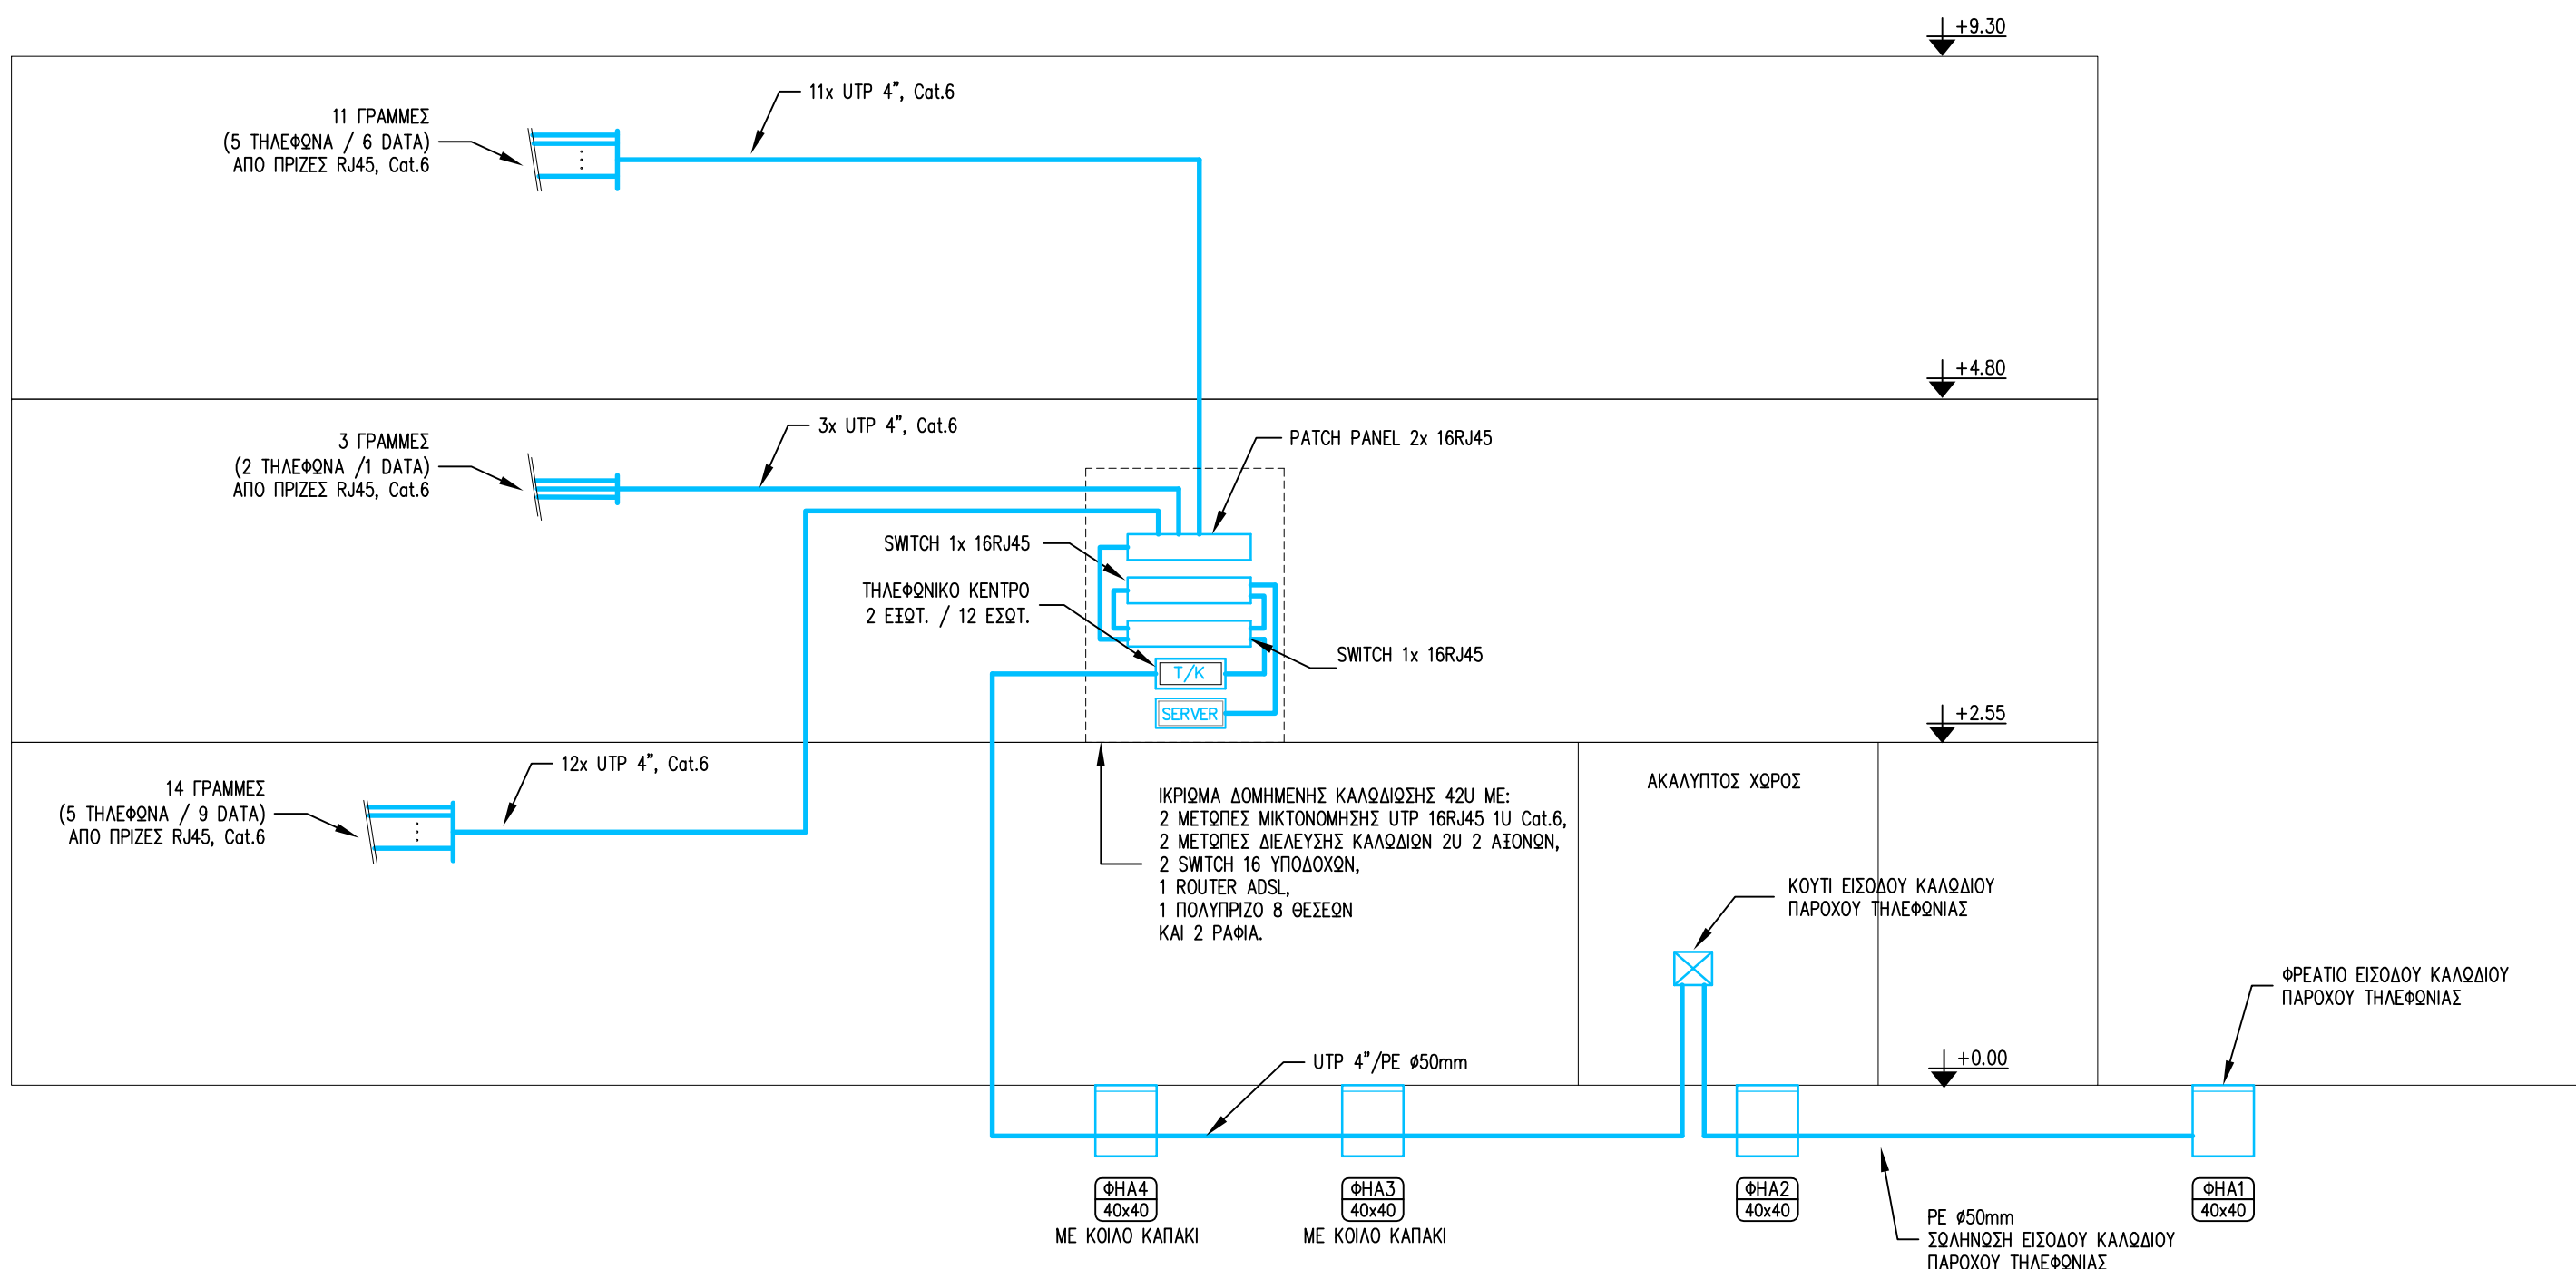 +9.30
11x UTP 4", Cat.6
11 ΓΡΑΜΜΕΣ
(5 ΤΗΛΕΦΩΝΑ / 6 DATA)
ΑΠΟ ΠΡΙΖΕΣ RJ45, Cat.6
+4.80
3x UTP 4", Cat.6
3 ΓΡΑΜΜΕΣ
(2 ΤΗΛΕΦΩΝΑ /1 DATA)
ΑΠΟ ΠΡΙΖΕΣ RJ45, Cat.6
PATCH PANEL 2x 16RJ45
SWITCH 1x 16RJ45
ΤΗΛΕΦΩΝΙΚΟ ΚΕΝΤΡΟ
2 ΕΞΩΤ. / 12 ΕΣΩΤ.
SWITCH 1x 16RJ45
Τ/Κ
SERVER
+2.55
12x UTP 4", Cat.6
14 ΓΡΑΜΜΕΣ
(5 ΤΗΛΕΦΩΝΑ / 9 DATA)
ΑΠΟ ΠΡΙΖΕΣ RJ45, Cat.6
ΙΚΡΙΩΜΑ ΔΟΜΗΜΕΝΗΣ ΚΑΛΩΔΙΩΣΗΣ 42U ΜΕ:
2 ΜΕΤΩΠΕΣ ΜΙΚΤΟΝΟΜΗΣΗΣ UTP 16RJ45 1U Cat.6,
2 ΜΕΤΩΠΕΣ ΔΙΕΛΕΥΣΗΣ ΚΑΛΩΔΙΩΝ 2U 2 ΑΞΟΝΩΝ,
2 SWITCH 16 ΥΠΟΔΟΧΩΝ,
1 ROUTER ADSL,
1 ΠΟΛΥΠΡΙΖΟ 8 ΘΕΣΕΩΝ
ΚΑΙ 2 ΡΑΦΙΑ.
ΑΚΑΛΥΠΤΟΣ ΧΩΡΟΣ
ΚΟΥΤΙ ΕΙΣΟΔΟΥ ΚΑΛΩΔΙΟΥ
ΠΑΡΟΧΟΥ ΤΗΛΕΦΩΝΙΑΣ
ΦΡΕΑΤΙΟ ΕΙΣΟΔΟΥ ΚΑΛΩΔΙΟΥ
ΠΑΡΟΧΟΥ ΤΗΛΕΦΩΝΙΑΣ
UTP 4"/PE ø50mm
+0.00
ΦΗΑ4
40x40
ΜΕ ΚΟΙΛΟ ΚΑΠΑΚΙ
ΦΗΑ3
40x40
ΜΕ ΚΟΙΛΟ ΚΑΠΑΚΙ
ΦΗΑ2
40x40
ΦΗΑ1
40x40
PE ø50mm
ΣΩΛΗΝΩΣΗ ΕΙΣΟΔΟΥ ΚΑΛΩΔΙΟΥ
ΠΑΡΟΧΟΥ ΤΗΛΕΦΩΝΙΑΣ